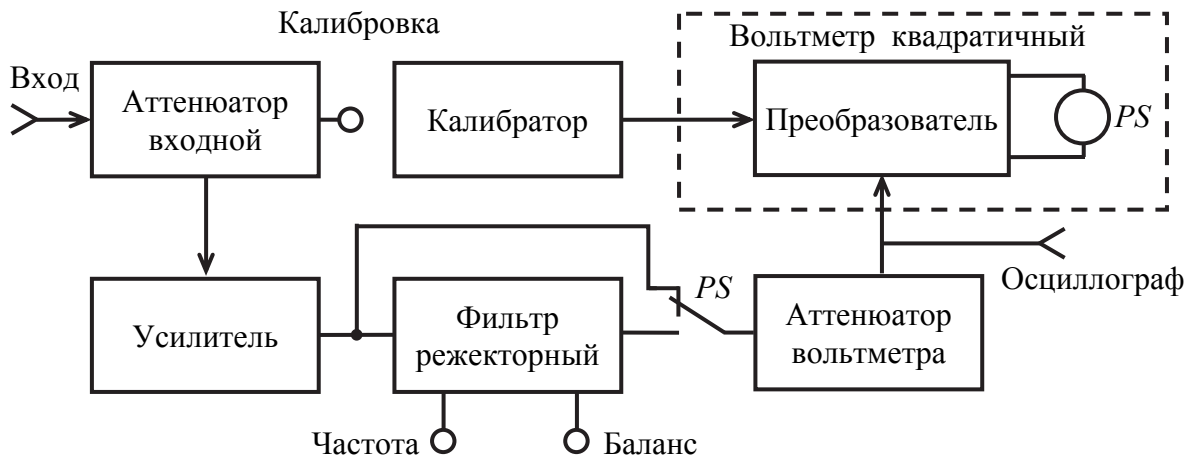 Калибровка
Вольтметр квадратичный
Вход
Аттенюатор
входной
Калибратор
Преобразователь
PS
Усилитель
Фильтр
режекторный
PS
Аттенюатор
вольтметра
Осциллограф
Частота
Баланс